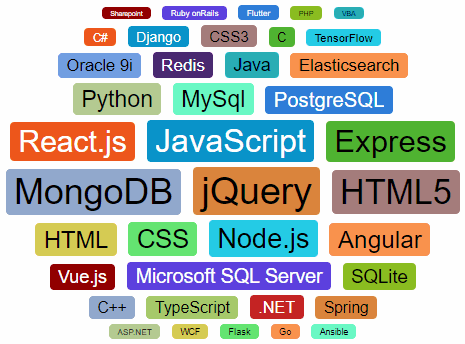 Sharepoint Ruby onRails Flutter PHP VBA
C# Django CSS3 C TensorFlow
Oracle 9i Redis Java Elasticsearch
Python MySql PostgreSQL
React.js JavaScript Express
MongoDB jQuery HTML5
HTML CSS Node.js Angular
Vue.js Microsoft SQL Server SQLite
C++ TypeScript .NET Spring
ASP.NET WCF Flask Go Ansible